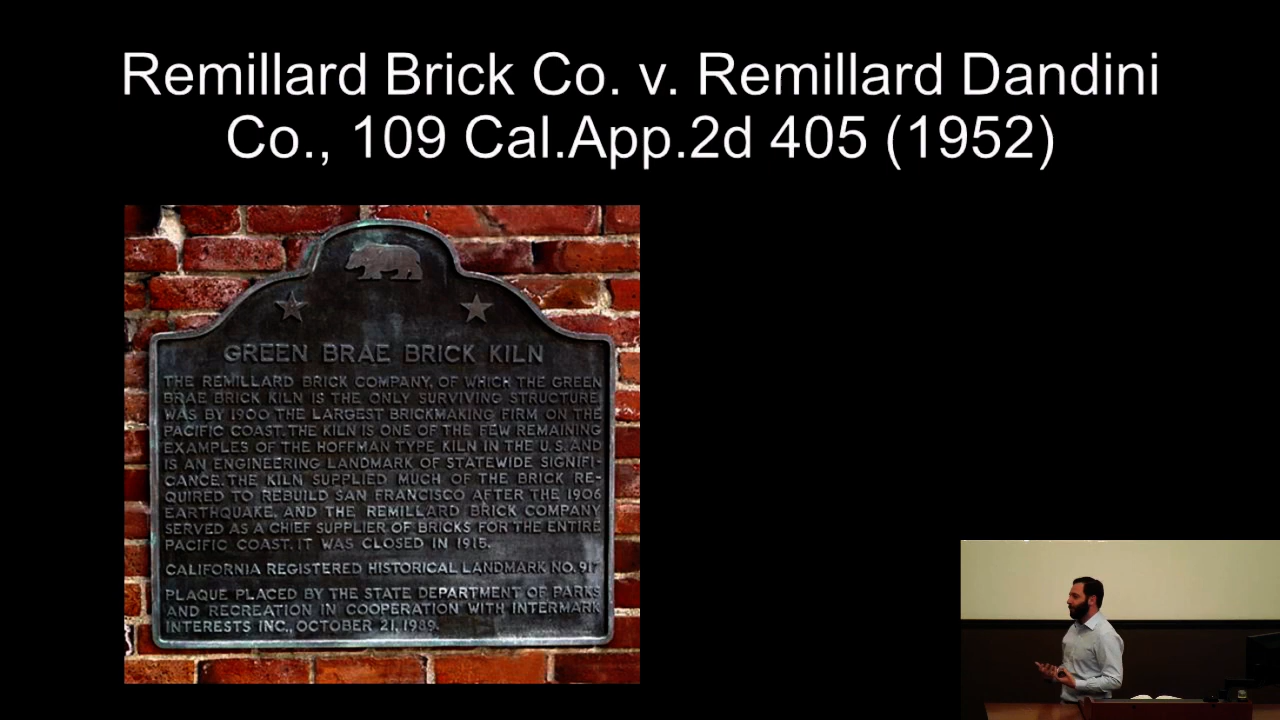 Remillard Brick Co. v. Remillard Dandini
Co., 109 Cal.App.2d 405 (1952)
GREEN BRAE BRICK KILN
THE REMILLARD BRICK COMPANY, OF WHICH THE GREEN
BRAE BRICK KILN IS THE ONLY SURVIVING STRUCTURE,
WAS BY 1900 THE LARGEST BRICKMAKING FIRM ON THE
PACIFIC COAST. THE KILN IS ONE OF THE FEW REMAINING
EXAMPLES OF THE HOFFMAN TYPE KILN IN THE U.S. AND
IS AN ENGINEERING LANDMARK OF STATEWIDE SIGNIFI-
CANCE. THE KILN SUPPLIED MUCH OF THE BRICK RE-
QUIRED TO REBUILD SAN FRANCISCO AFTER THE 1906
EARTHQUAKE, AND THE REMILLARD BRICK COMPANY
SERVED AS A CHIEF SUPPLIER OF BRICKS FOR THE ENTIRE
PACIFIC COAST. IT WAS CLOSED IN 1915.
CALIFORNIA REGISTERED HISTORICAL LANDMARK NO. 917
PLAQUE PLACED BY THE STATE DEPARTMENT OF PARKS
AND RECREATION IN COOPERATION WITH INTERMARK
INTERESTS INC., OCTOBER 21, 1989.